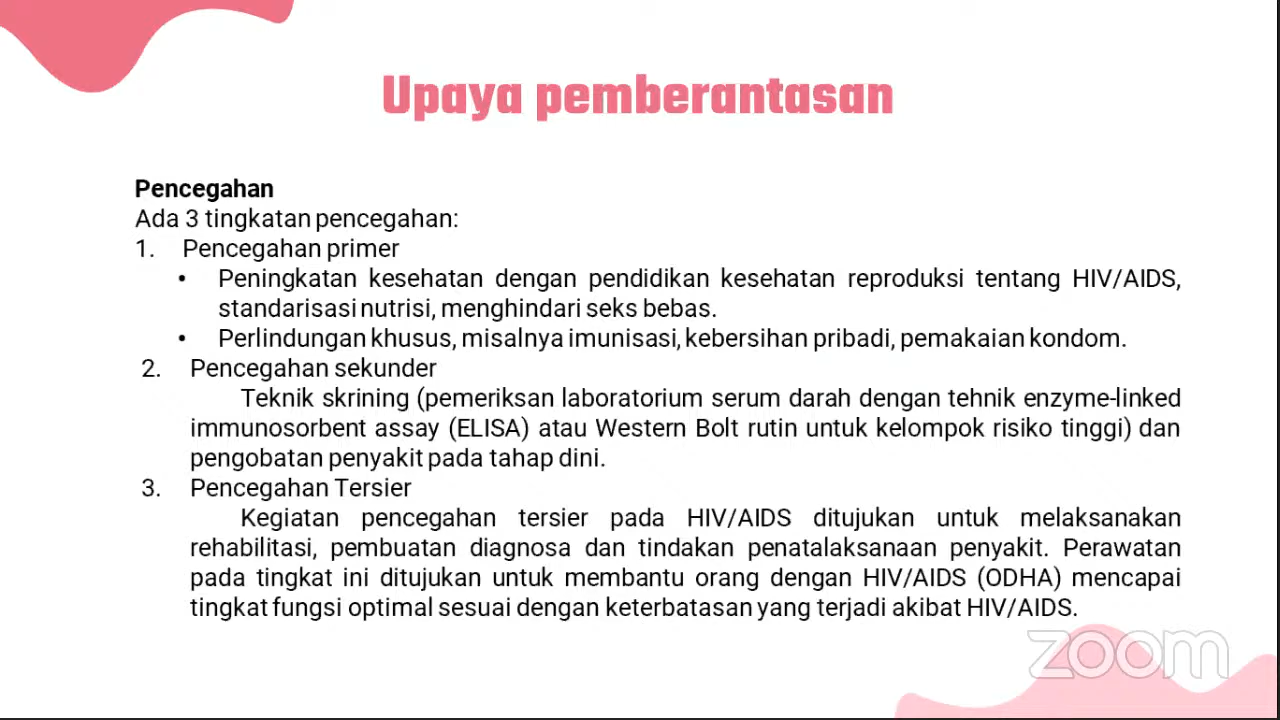 Upaya pemberantasan
Pencegahan
Ada 3 tingkatan pencegahan:
1. Pencegahan primer
• Peningkatan kesehatan dengan pendidikan kesehatan reproduksi tentang HIV/AIDS,
standarisasi nutrisi, menghindari seks bebas.
• Perlindungan khusus, misalnya imunisasi, kebersihan pribadi, pemakaian kondom.
2. Pencegahan sekunder
Teknik skrining (pemeriksan laboratorium serum darah dengan tehnik enzyme-linked
immunosorbent assay (ELISA) atau Western Bolt rutin untuk kelompok risiko tinggi) dan
pengobatan penyakit pada tahap dini.
3. Pencegahan Tersier
Kegiatan pencegahan tersier pada HIV/AIDS ditujukan untuk melaksanakan
rehabilitasi, pembuatan diagnosa dan tindakan penatalaksanaan penyakit. Perawatan
pada tingkat ini ditujukan untuk membantu orang dengan HIV/AIDS (ODHA) mencapai
tingkat fungsi optimal sesuai dengan keterbatasan yang terjadi akibat HIV/AIDS.
zoom